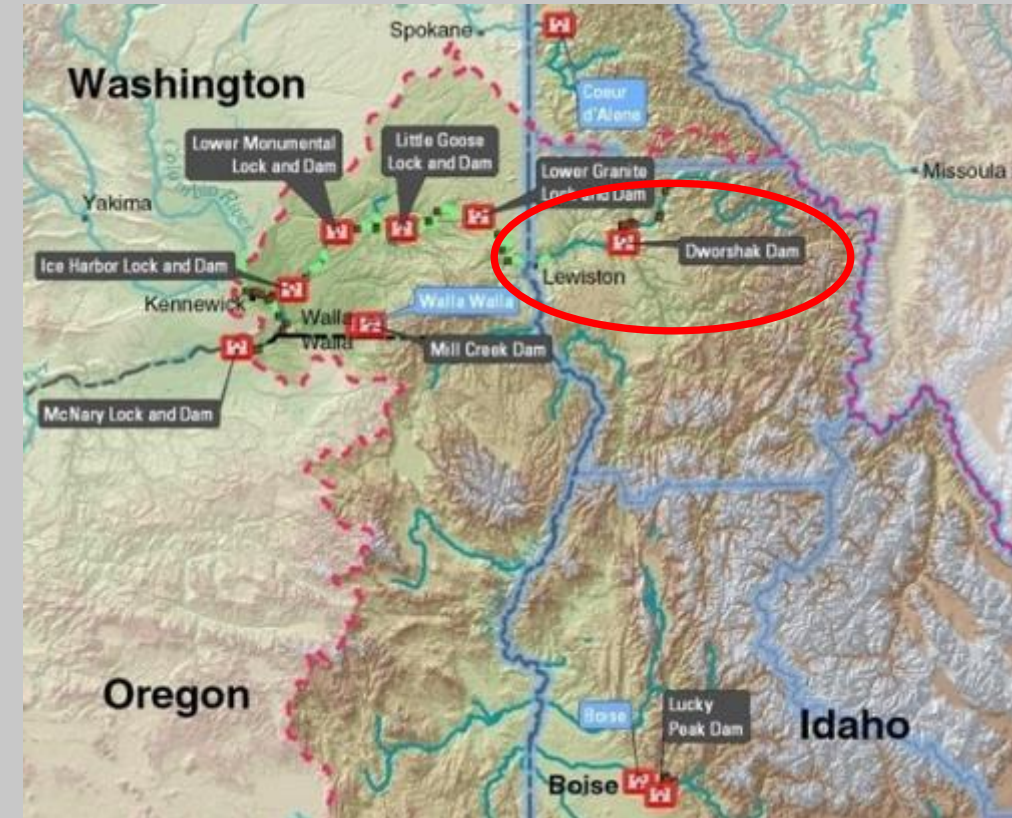 Spokane
Washington
Coeur
d'Alene
Lower Monumental
Lock and Dam
Little Goose
Lock and Dam
Lower Granite
Lock and Dam
Missoula
Columbia River
Yakima
Dworshak Dam
Ice Harbor Lock and Dam
Lewiston
Kennewick
Walla Walla
Walla
Walla
Mill Creek Dam
McNary Lock and Dam
Oregon
Boise
Lucky
Peak Dam
Idaho
Boise